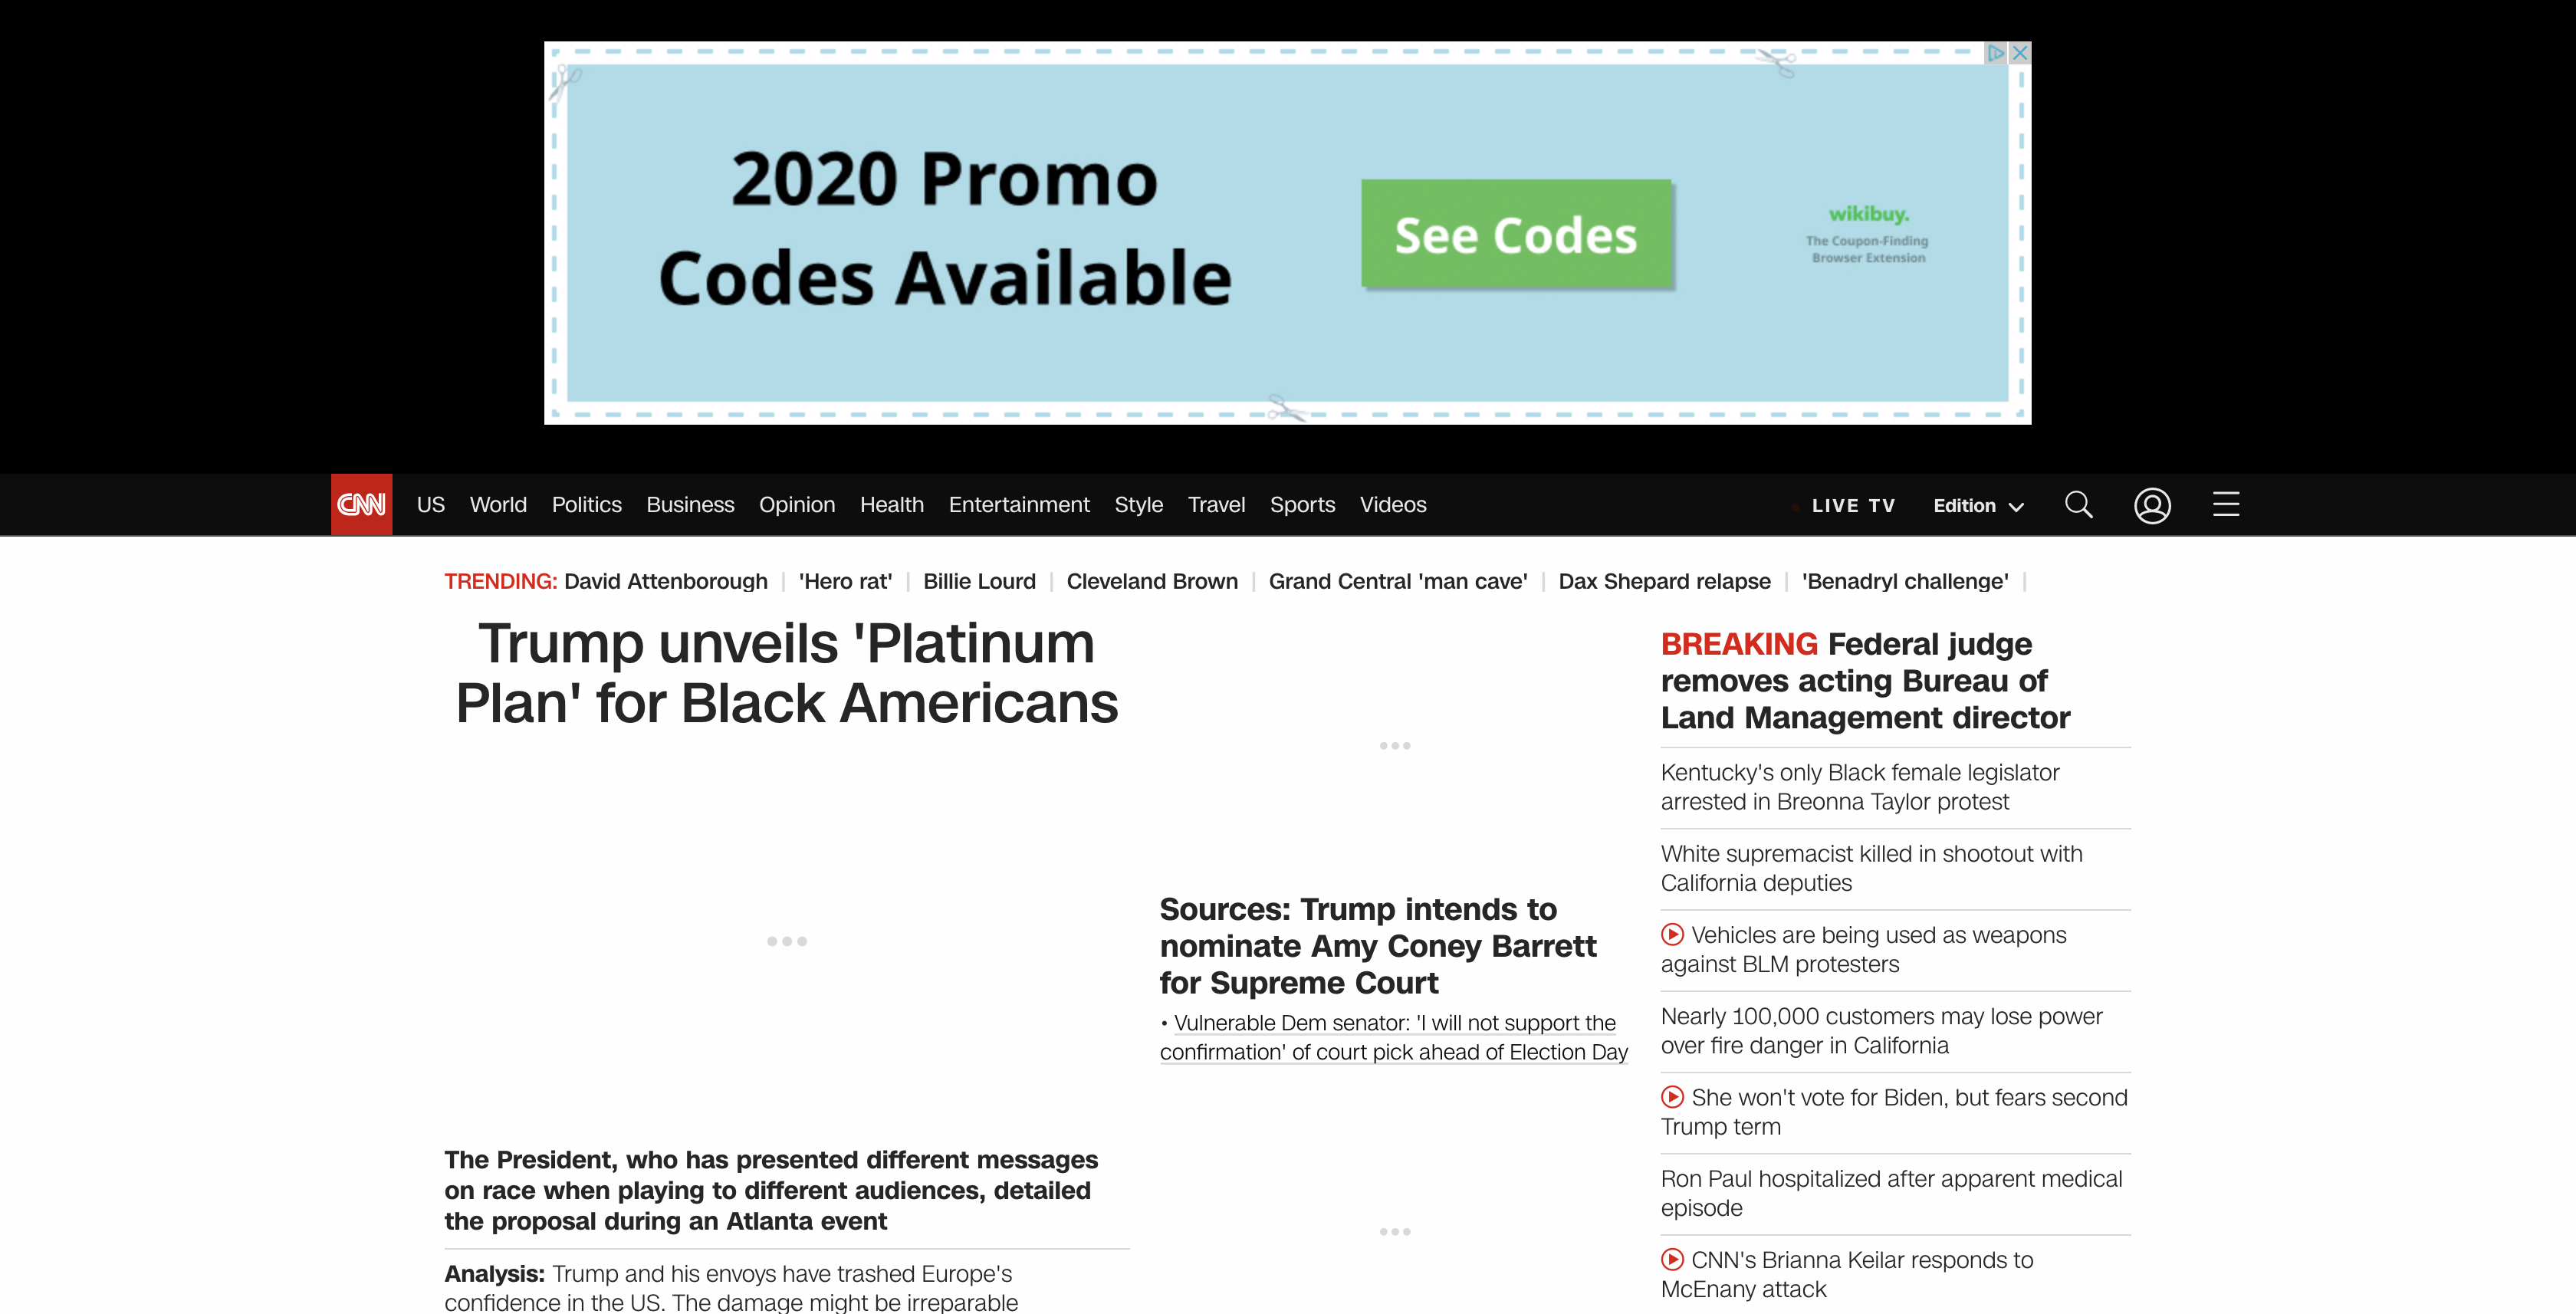 2020 Promo
Codes Available
See Codes
wikibuy.
The Coupon-Finding
Browser Extension
CNN
US World Politics Business Opinion Health Entertainment Style Travel Sports Videos
LIVE TV Edition
TRENDING: David Attenborough | 'Hero rat' | Billie Lourd | Cleveland Brown | Grand Central 'man cave' | Dax Shepard relapse | 'Benadryl challenge' |
Trump unveils 'Platinum
Plan' for Black Americans
The President, who has presented different messages
on race when playing to different audiences, detailed
the proposal during an Atlanta event
Analysis: Trump and his envoys have trashed Europe's
confidence in the US. The damage might be irreparable
Sources: Trump intends to
nominate Amy Coney Barrett
for Supreme Court
• Vulnerable Dem senator: 'I will not support the
confirmation' of court pick ahead of Election Day
BREAKING Federal judge
removes acting Bureau of
Land Management director
Kentucky's only Black female legislator
arrested in Breonna Taylor protest
White supremacist killed in shootout with
California deputies
Vehicles are being used as weapons
against BLM protesters
Nearly 100,000 customers may lose power
over fire danger in California
She won't vote for Biden, but fears second
Trump term
Ron Paul hospitalized after apparent medical
episode
CNN's Brianna Keilar responds to
McEnany attack